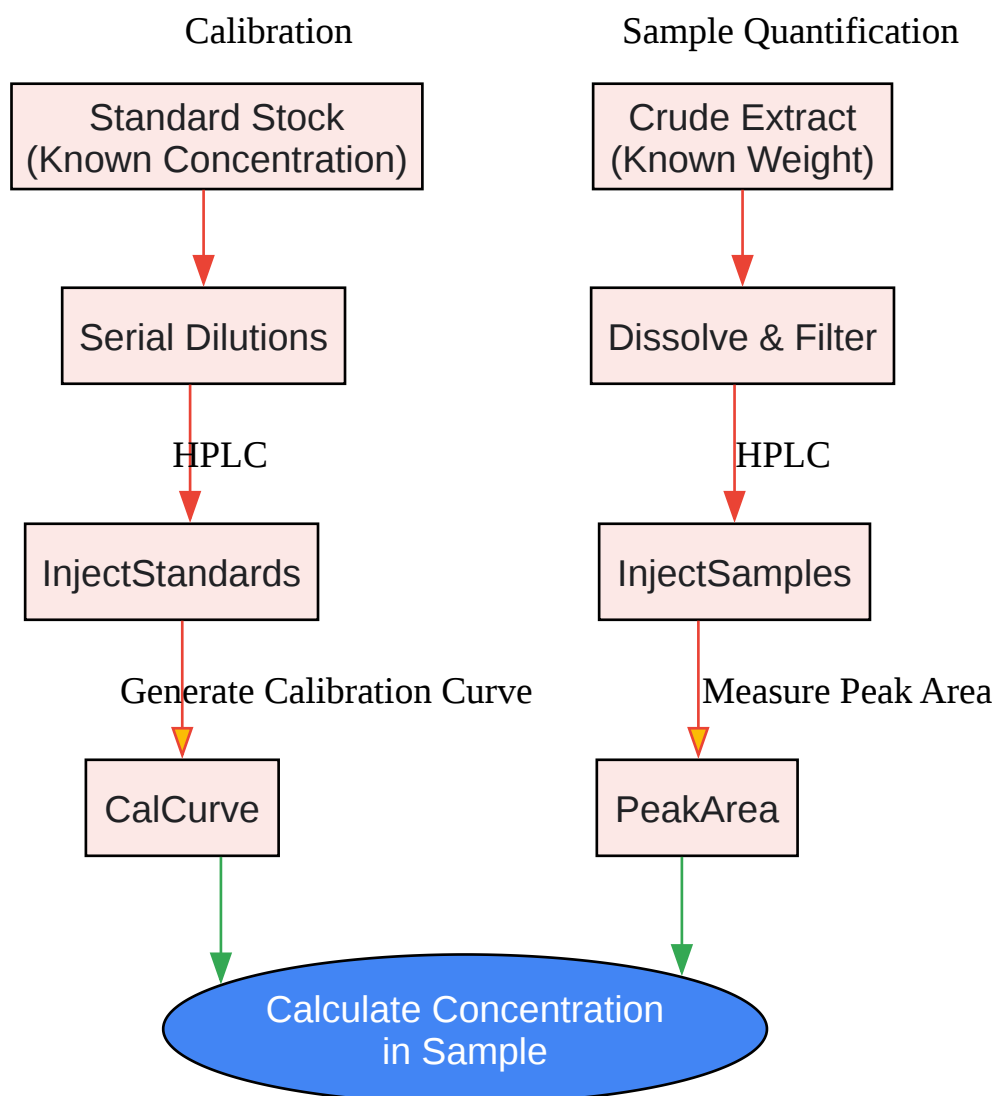 Calibration
Standard Stock
(Known Concentration)
Serial Dilutions
HPLC
InjectStandards
Generate Calibration Curve
CalCurve
Sample Quantification
Crude Extract
(Known Weight)
Dissolve & Filter
HPLC
InjectSamples
Measure Peak Area
PeakArea
Calculate Concentration
in Sample